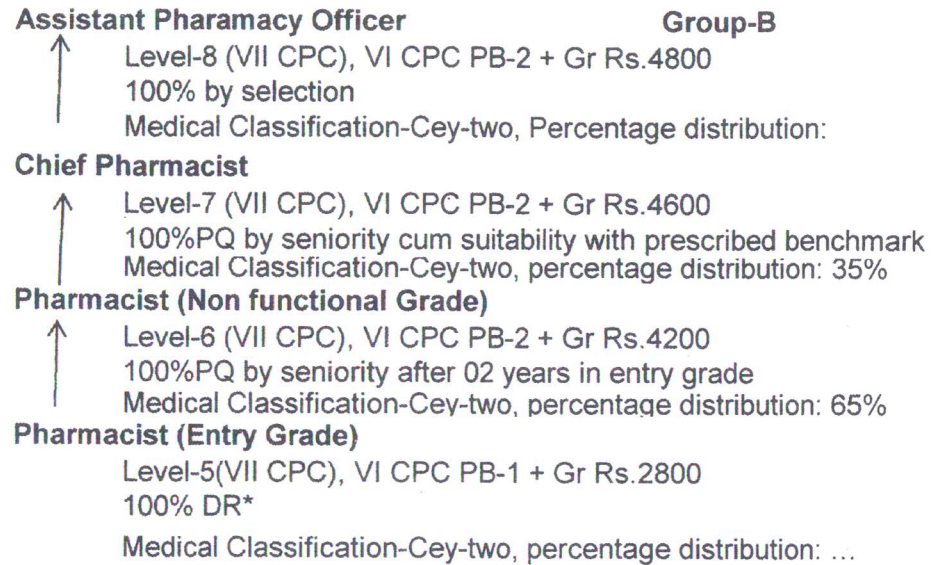 Assistant Pharamacy Officer Group-B
Level-8 (VII CPC), VI CPC PB-2 + Gr Rs.4800
100% by selection
Medical Classification-Cey-two, Percentage distribution:
Chief Pharmacist
Level-7 (VII CPC), VI CPC PB-2 + Gr Rs.4600
100%PQ by seniority cum suitability with prescribed benchmark
Medical Classification-Cey-two, percentage distribution: 35%
Pharmacist (Non functional Grade)
Level-6 (VII CPC), VI CPC PB-2 + Gr Rs.4200
100%PQ by seniority after 02 years in entry grade
Medical Classification-Cey-two, percentage distribution: 65%
Pharmacist (Entry Grade)
Level-5(VII CPC), VI CPC PB-1 + Gr Rs.2800
100% DR*
Medical Classification-Cey-two, percentage distribution: ...